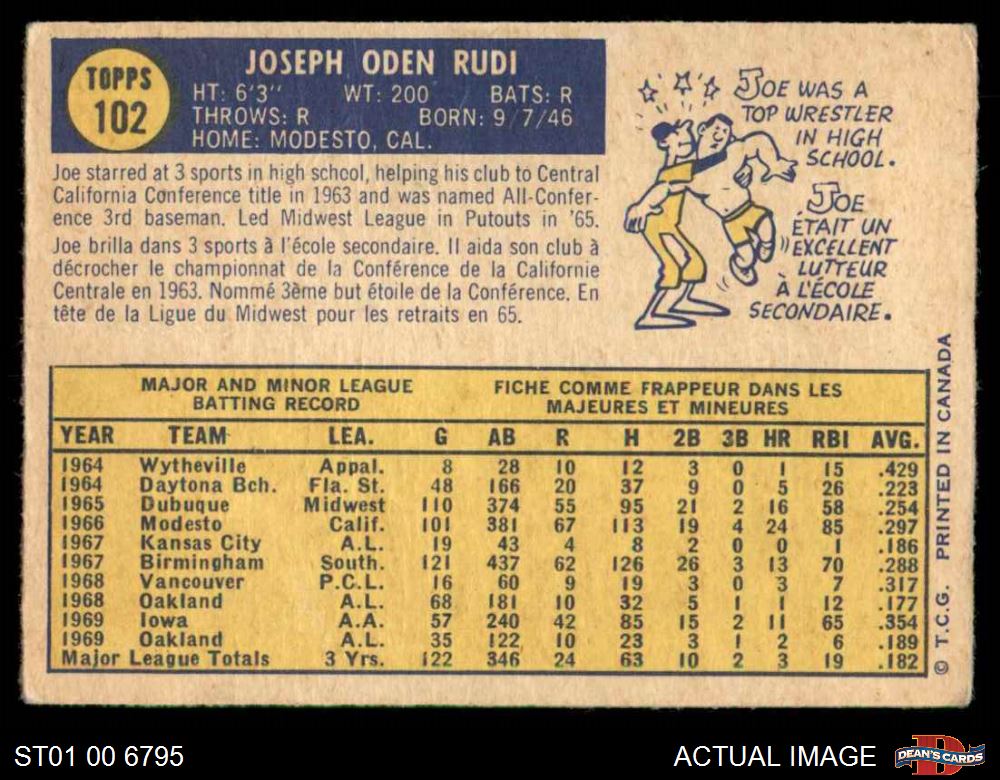 TOPPS
102
JOSEPH ODEN RUDI
HT: 6'3" WT: 200 BATS: R
THROWS: R BORN: 9/7/46
HOME: MODESTO, CAL.
Joe starred at 3 sports in high school, helping his club to Central
California Conference title in 1963 and was named All-Confer-
ence 3rd baseman. Led Midwest League in Putouts in '65.
Joe brilla dans 3 sports à l'école secondaire. Il aida son club à
décrocher le championnat de la Conférence de la Californie
Centrale en 1963. Nommé 3ème but étoile de la Conférence. En
tête de la Ligue du Midwest pour les retraits en 65.
JOE WAS A
TOP WRESTLER
IN HIGH
SCHOOL.
JOE
ÉTAIT UN
EXCELLENT
LUTTEUR
À L'ÉCOLE
SECONDAIRE.
MAJOR AND MINOR LEAGUE
BATTING RECORD
FICHE COMME FRAPPEUR DANS LES
MAJEURES ET MINEURES
YEAR TEAM LEA. G AB R H 2B 3B HR RBI AVG.
1964 Wytheville Appal. 8 28 10 12 3 0 1 15 .429
1964 Daytona Bch. Fla. St. 48 166 20 37 9 0 5 26 .223
1965 Dubuque Midwest 110 374 55 95 21 2 16 58 .254
1966 Modesto Calif. 101 381 67 113 19 4 24 85 .297
1967 Kansas City A.L. 19 43 4 8 2 0 0 1 .186
1967 Birmingham South. 121 437 62 126 26 3 13 70 .288
1968 Vancouver P.C.L. 16 60 9 19 3 0 3 7 .317
1968 Oakland A.L. 68 181 10 32 5 1 1 12 .177
1969 Iowa A.A. 57 240 42 85 15 2 11 65 .354
1969 Oakland A.L. 35 122 10 23 3 1 2 6 .189
Major League Totals 3 Yrs. 122 346 24 63 10 2 3 19 .182
© T.C.G. PRINTED IN CANADA
ST01 00 6795
ACTUAL IMAGE
DEAN'S CARDS